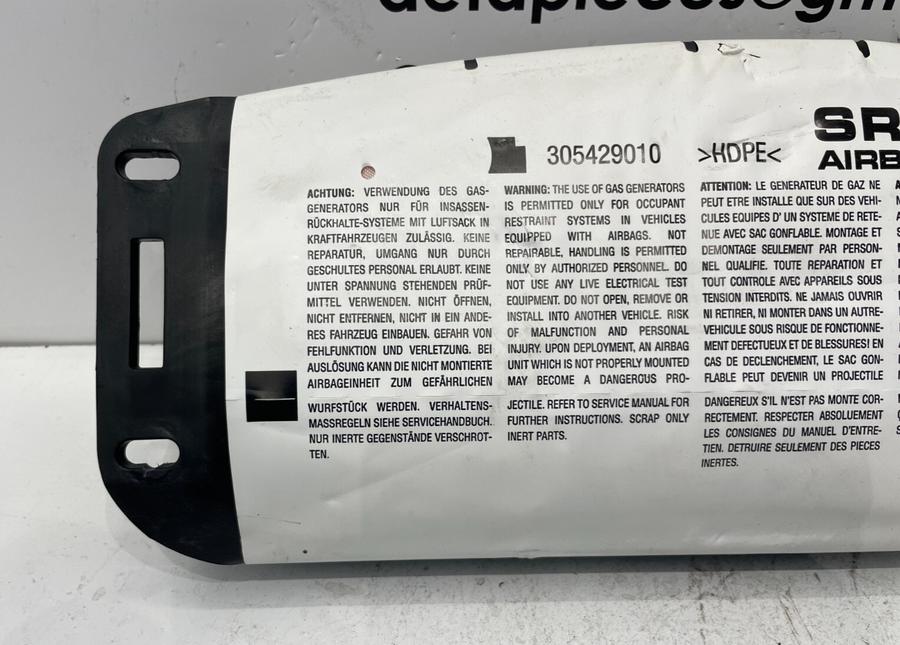 305429010
>HDPE<
SR
AIRB
ACHTUNG: VERWENDUNG DES GAS-
GENERATORS NUR FÜR INSASSEN-
RÜCKHALTE-SYSTEME MIT LUFTSACK IN
KRAFTFAHRZEUGEN ZULÄSSIG. KEINE
REPARATUR, UMGANG NUR DURCH
GESCHULTES PERSONAL ERLAUBT. KEINE
UNTER SPANNUNG STEHENDEN PRÜF-
MITTEL VERWENDEN. NICHT ÖFFNEN,
NICHT ENTFERNEN, NICHT IN EIN ANDE-
RES FAHRZEUG EINBAUEN. GEFAHR VON
FEHLFUNKTION UND VERLETZUNG. BEI
AUSLÖSUNG KANN DIE NICHT MONTIERTE
AIRBAGEINHEIT ZUM GEFÄHRLICHEN
WURFSTÜCK WERDEN. VERHALTENS-
MASSREGELN SIEHE SERVICEHANDBUCH.
NUR INERTE GEGENSTÄNDE VERSCHROT-
TEN.
WARNING: THE USE OF GAS GENERATORS
IS PERMITTED ONLY FOR OCCUPANT
RESTRAINT SYSTEMS IN VEHICLES
EQUIPPED WITH AIRBAGS. NOT
REPAIRABLE, HANDLING IS PERMITTED
ONLY BY AUTHORIZED PERSONNEL. DO
NOT USE ANY LIVE ELECTRICAL TEST
EQUIPMENT. DO NOT OPEN, REMOVE OR
INSTALL INTO ANOTHER VEHICLE. RISK
OF MALFUNCTION AND PERSONAL
INJURY. UPON DEPLOYMENT, AN AIRBAG
UNIT WHICH IS NOT PROPERLY MOUNTED
MAY BECOME A DANGEROUS PRO-
JECTILE. REFER TO SERVICE MANUAL FOR
FURTHER INSTRUCTIONS. SCRAP ONLY
INERT PARTS.
ATTENTION: LE GENERATEUR DE GAZ NE
PEUT ETRE INSTALLE QUE SUR DES VEHI-
CULES EQUIPES D' UN SYSTEME DE RETE-
NUE AVEC SAC GONFLABLE. MONTAGE ET
DEMONTAGE SEULEMENT PAR PERSON-
NEL QUALIFIE. TOUTE REPARATION ET
TOUT CONTROLE AVEC APPAREILS SOUS
TENSION INTERDITS. NE JAMAIS OUVRIR
NI RETIRER, NI MONTER DANS UN AUTRE-
VEHICULE SOUS RISQUE DE FONCTIONNE-
MENT DEFECTUEUX ET DE BLESSURES! EN
CAS DE DECLENCHEMENT, LE SAC GON-
FLABLE PEUT DEVENIR UN PROJECTILE
DANGEREUX S'IL N'EST PAS MONTE COR-
RECTEMENT. RESPECTER ABSOLUEMENT
LES CONSIGNES DU MANUEL D'ENTRE-
TIEN. DETRUIRE SEULEMENT DES PIECES
INERTES.